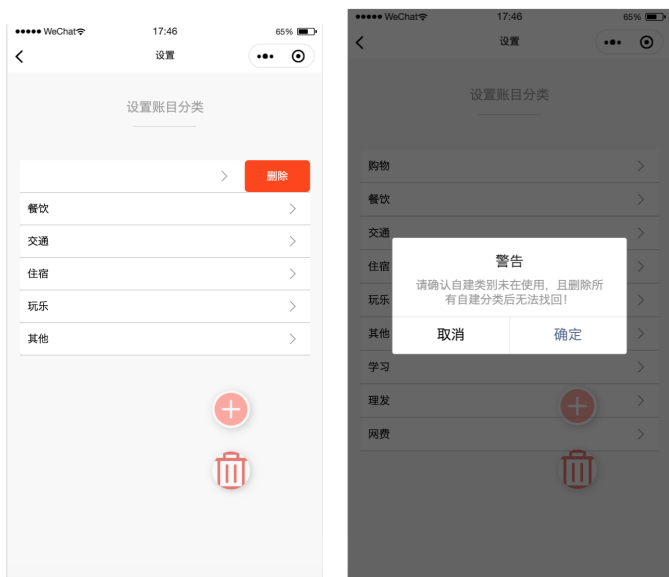 WeChat
17:46
65%
设置
设置账目分类
删除
餐饮
交通
住宿
玩乐
其他
WeChat
17:46
65%
设置
设置账目分类
购物
餐饮
交通
住宿
玩乐
其他
学习
理发
网费
警告
请确认自建类别未在使用，且删除所
有自建分类后无法找回！
取消
确定